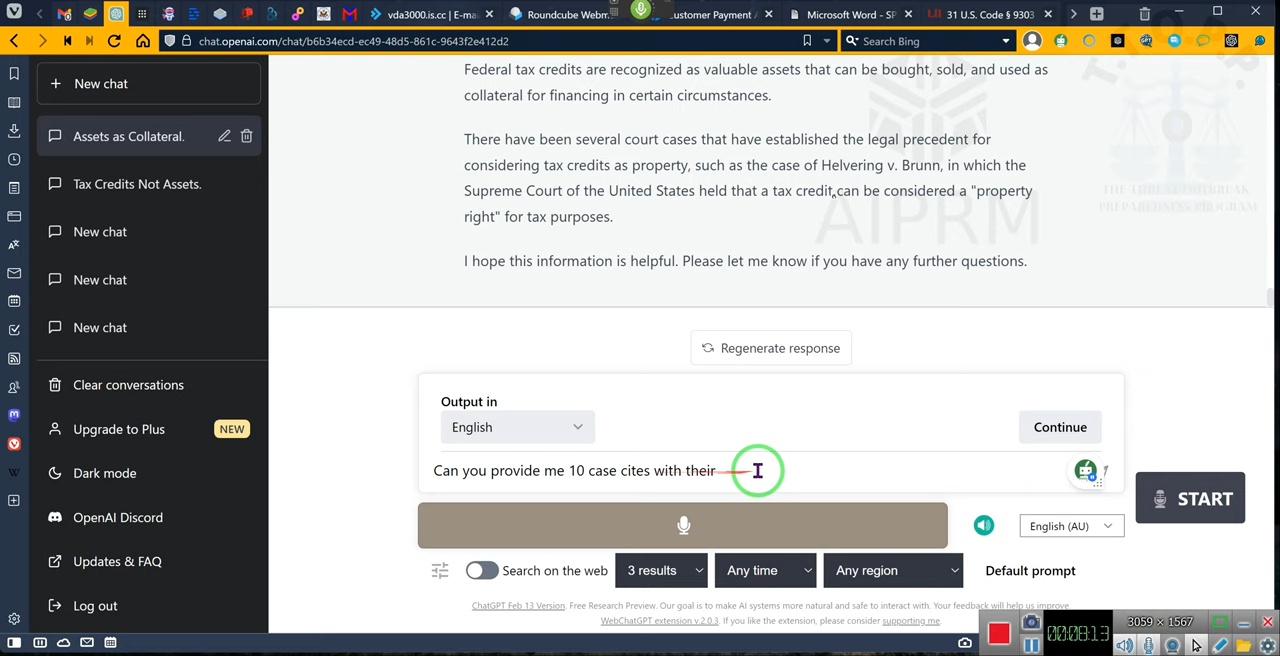 vda3000.is.cc | E-ma
Roundcube Webm
Customer Payment A
Microsoft Word - SP
31 U.S. Code § 9303
chat.openai.com/chat/b6b34ecd-ec49-48d5-861c-9643f2e412d2
Search Bing
New chat
Assets as Collateral.
Tax Credits Not Assets.
New chat
New chat
New chat
Clear conversations
Upgrade to Plus
NEW
Dark mode
OpenAI Discord
Updates & FAQ
Log out
Federal tax credits are recognized as valuable assets that can be bought, sold, and used as
collateral for financing in certain circumstances.
There have been several court cases that have established the legal precedent for
considering tax credits as property, such as the case of Helvering v. Brunn, in which the
Supreme Court of the United States held that a tax credit can be considered a "property
right" for tax purposes.
I hope this information is helpful. Please let me know if you have any further questions.
THE THREAT OUTBREAK
PREPAREDNESS PROGRAM
AIPRM
Regenerate response
Output in
English
Continue
Can you provide me 10 case cites with their
START
English (AU)
Search on the web
3 results
Any time
Any region
Default prompt
ChatGPT Feb 13 Version. Free Research Preview. Our goal is to make AI systems more natural and safe to interact with. Your feedback will help us improve
WebChatGPT extension v.2.0.3. If you like the extension, please consider supporting me.
3059 x 1567
00:08:13